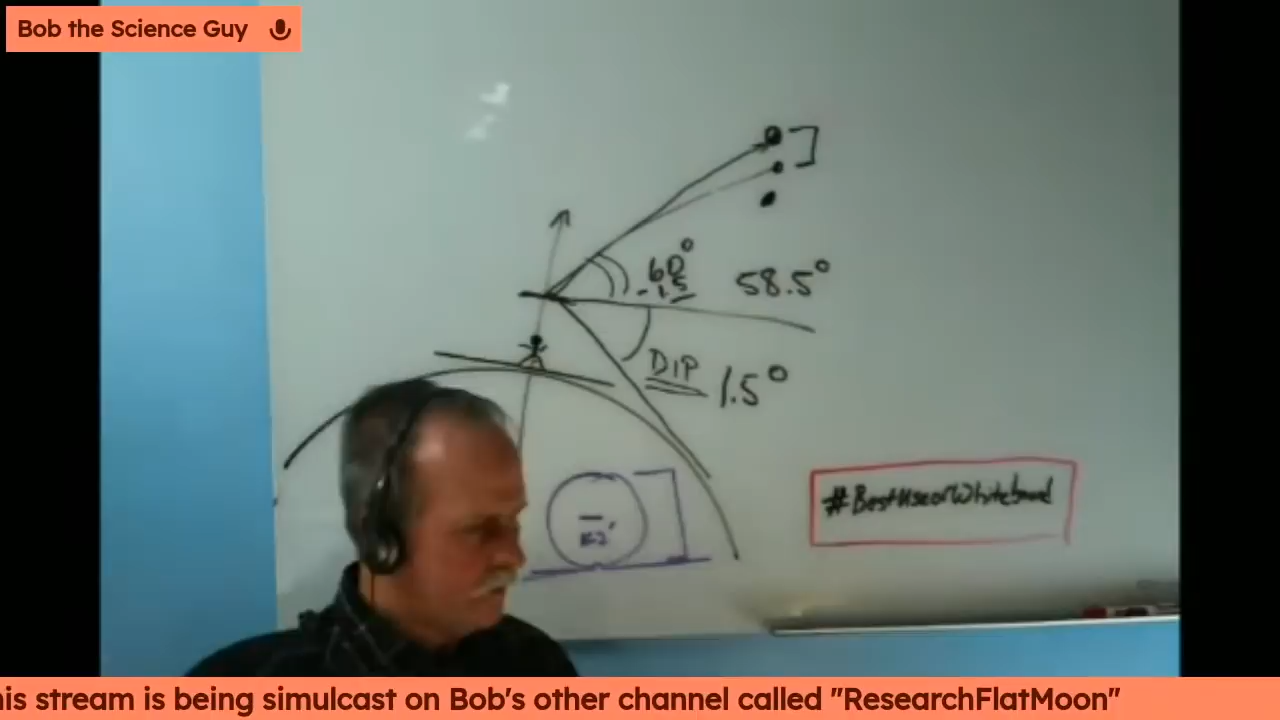 Bob the Science Guy
60°
-1.5
58.5°
DIP 1.5°
#BestUseofWhiteboard
his stream is being simulcast on Bob's other channel called "ResearchFlatMoon"